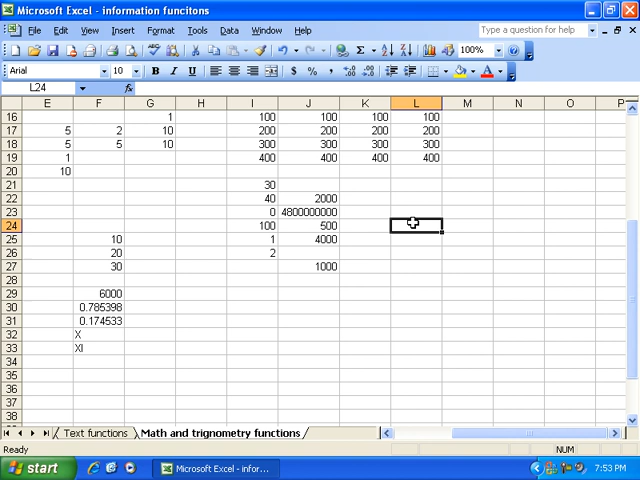 Microsoft Excel - information funcitons
File Edit View Insert Format Tools Data Window Help Type a question for help
100%
Arial 10 B I U
L24 fx
E F G H I J K L M N O P
16 1 100 100 100 100
17 5 2 10 200 200 200 200
18 5 5 10 300 300 300 300
19 1 400 400 400 400
20 10
21 30
22 40 2000
23 0 4800000000
24 100 500
25 10 1 4000
26 20 2
27 30 1000
28
29 6000
30 0.785398
31 0.174533
32 X
33 XI
34
35
36
37
38
Text functions Math and trignometry functions
Ready NUM
start Microsoft Excel - infor... 7:53 PM